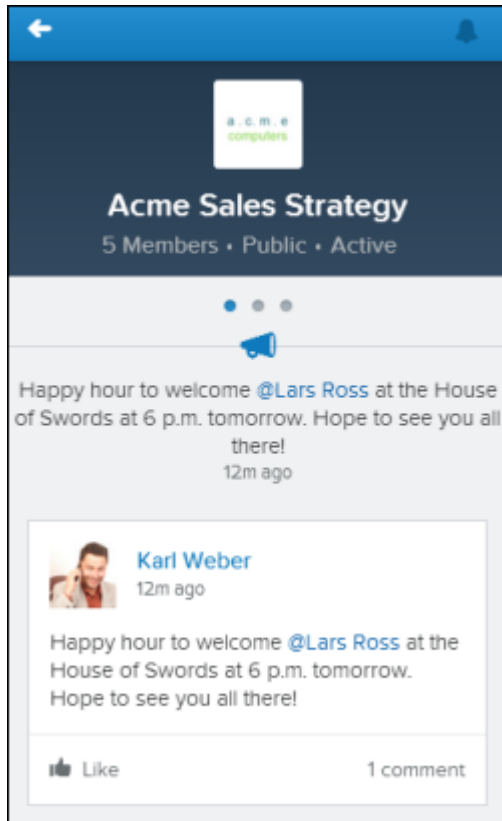 a.c.m.e
computers
Acme Sales Strategy
5 Members • Public • Active
Happy hour to welcome @Lars Ross at the House
of Swords at 6 p.m. tomorrow. Hope to see you all
there!
12m ago
Karl Weber
12m ago
Happy hour to welcome @Lars Ross at the
House of Swords at 6 p.m. tomorrow.
Hope to see you all there!
Like
1 comment